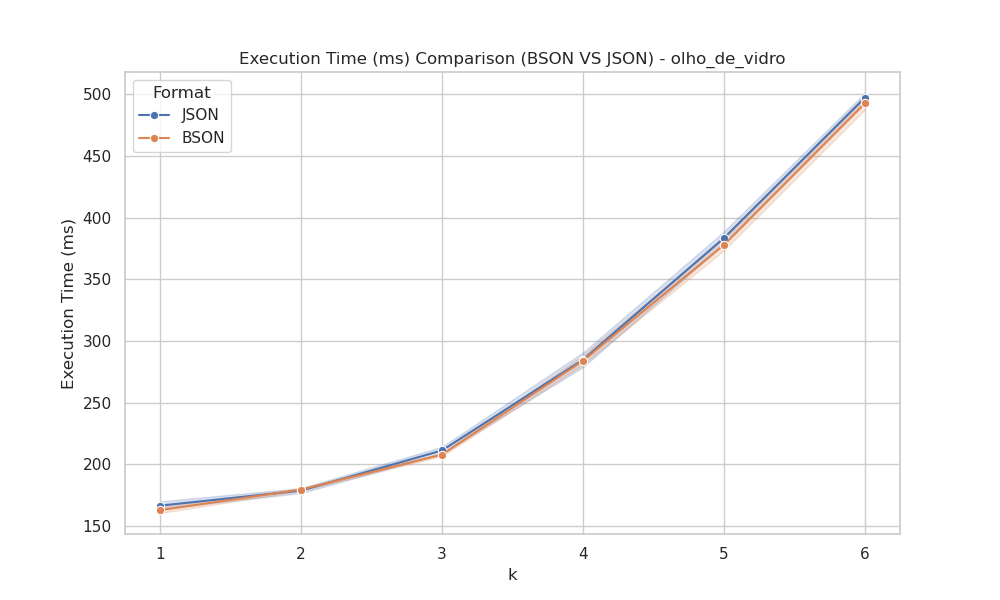 Execution Time (ms) Comparison (BSON VS JSON) - olho_de_vidro
Format
JSON
BSON
Execution Time (ms)
500
450
400
350
300
250
200
150
1 2 3 4 5 6
k